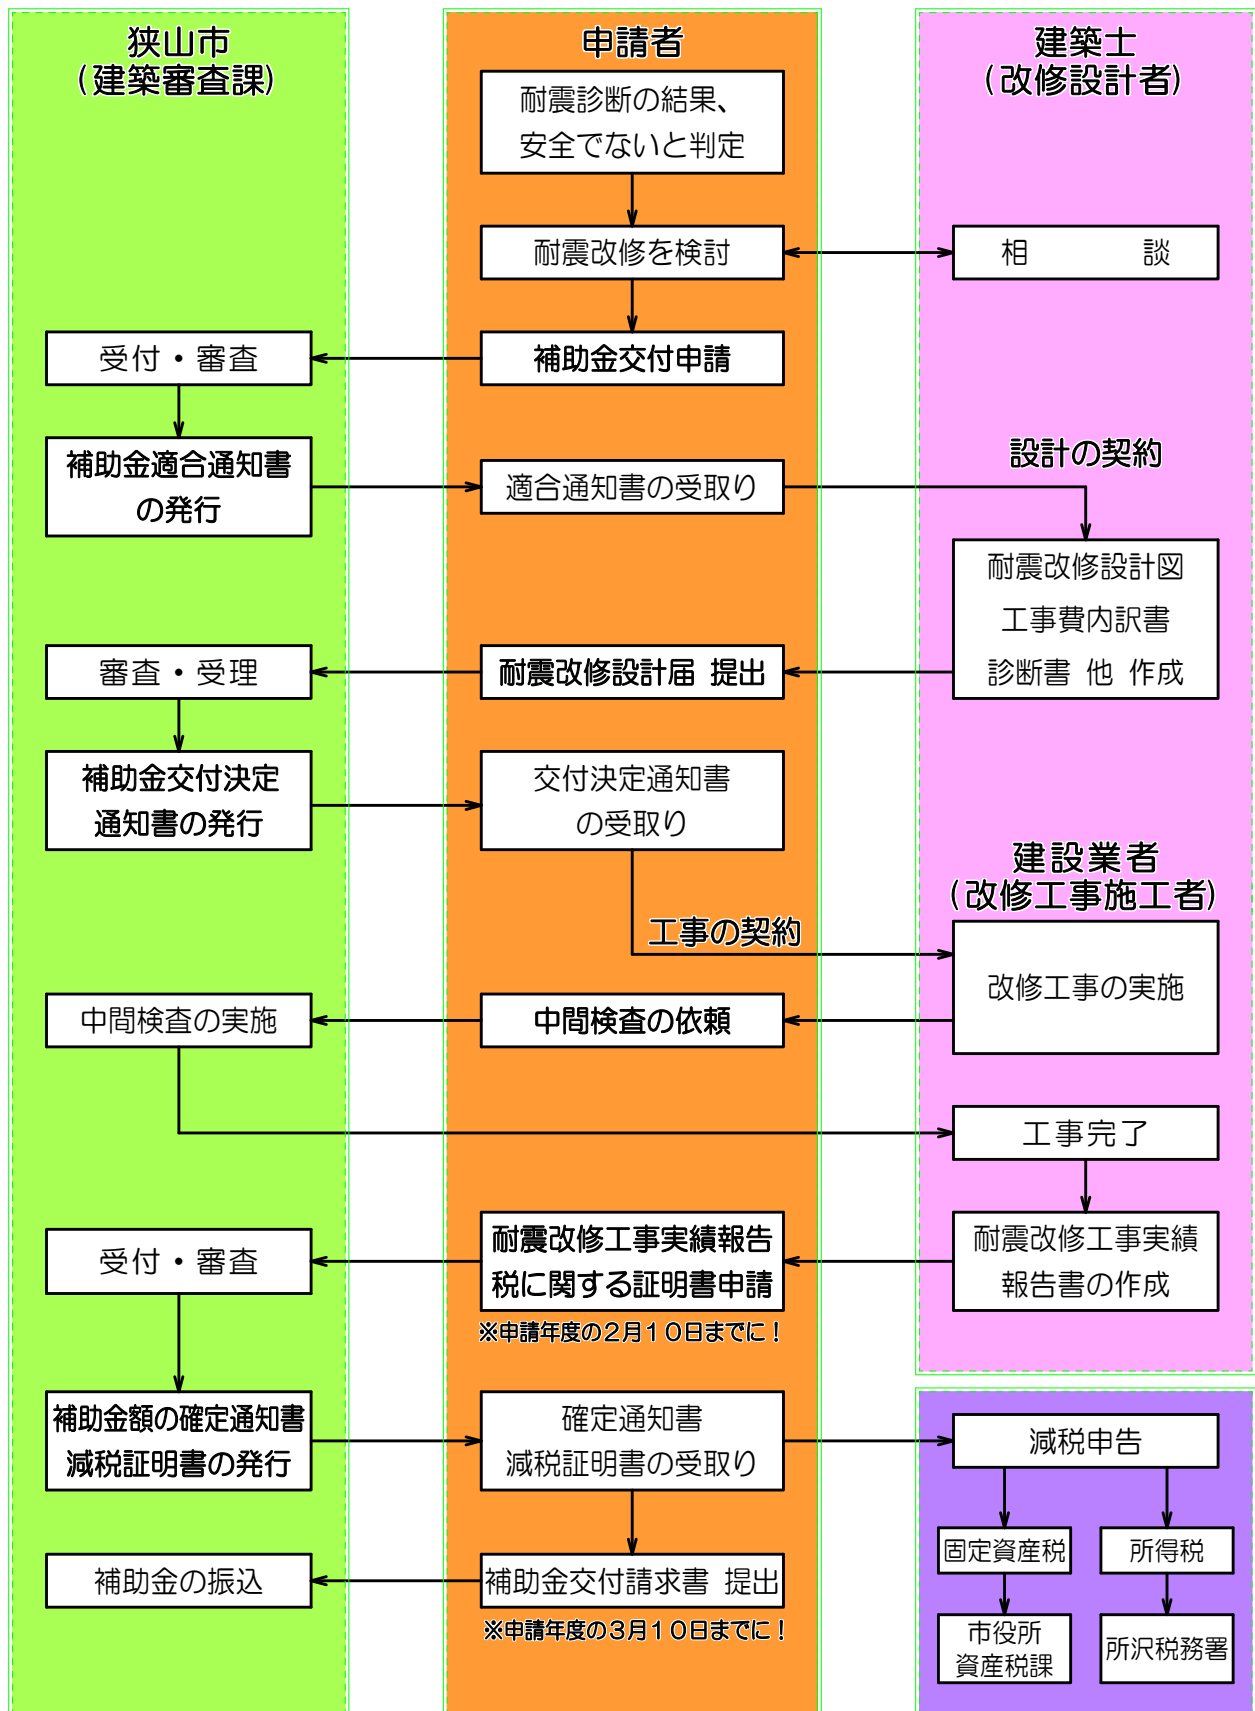 狭山市
(建築審査課)
申請者
建築士
(改修設計者)
耐震診断の結果、
安全でないと判定
耐震改修を検討
相　　　談
受付・審査
補助金交付申請
補助金適合通知書
の発行
適合通知書の受取り
設計の契約
耐震改修設計図
工事費内訳書
診断書 他 作成
審査・受理
耐震改修設計届 提出
補助金交付決定
通知書の発行
交付決定通知書
の受取り
建設業者
(改修工事施工者)
工事の契約
改修工事の実施
中間検査の実施
中間検査の依頼
工事完了
受付・審査
耐震改修工事実績報告
税に関する証明書申請
※申請年度の２月１０日までに！
耐震改修工事実績
報告書の作成
補助金額の確定通知書
減税証明書の発行
確定通知書
減税証明書の受取り
減税申告
固定資産税
所得税
補助金の振込
補助金交付請求書 提出
※申請年度の３月１０日までに！
市役所
資産税課
所沢税務署